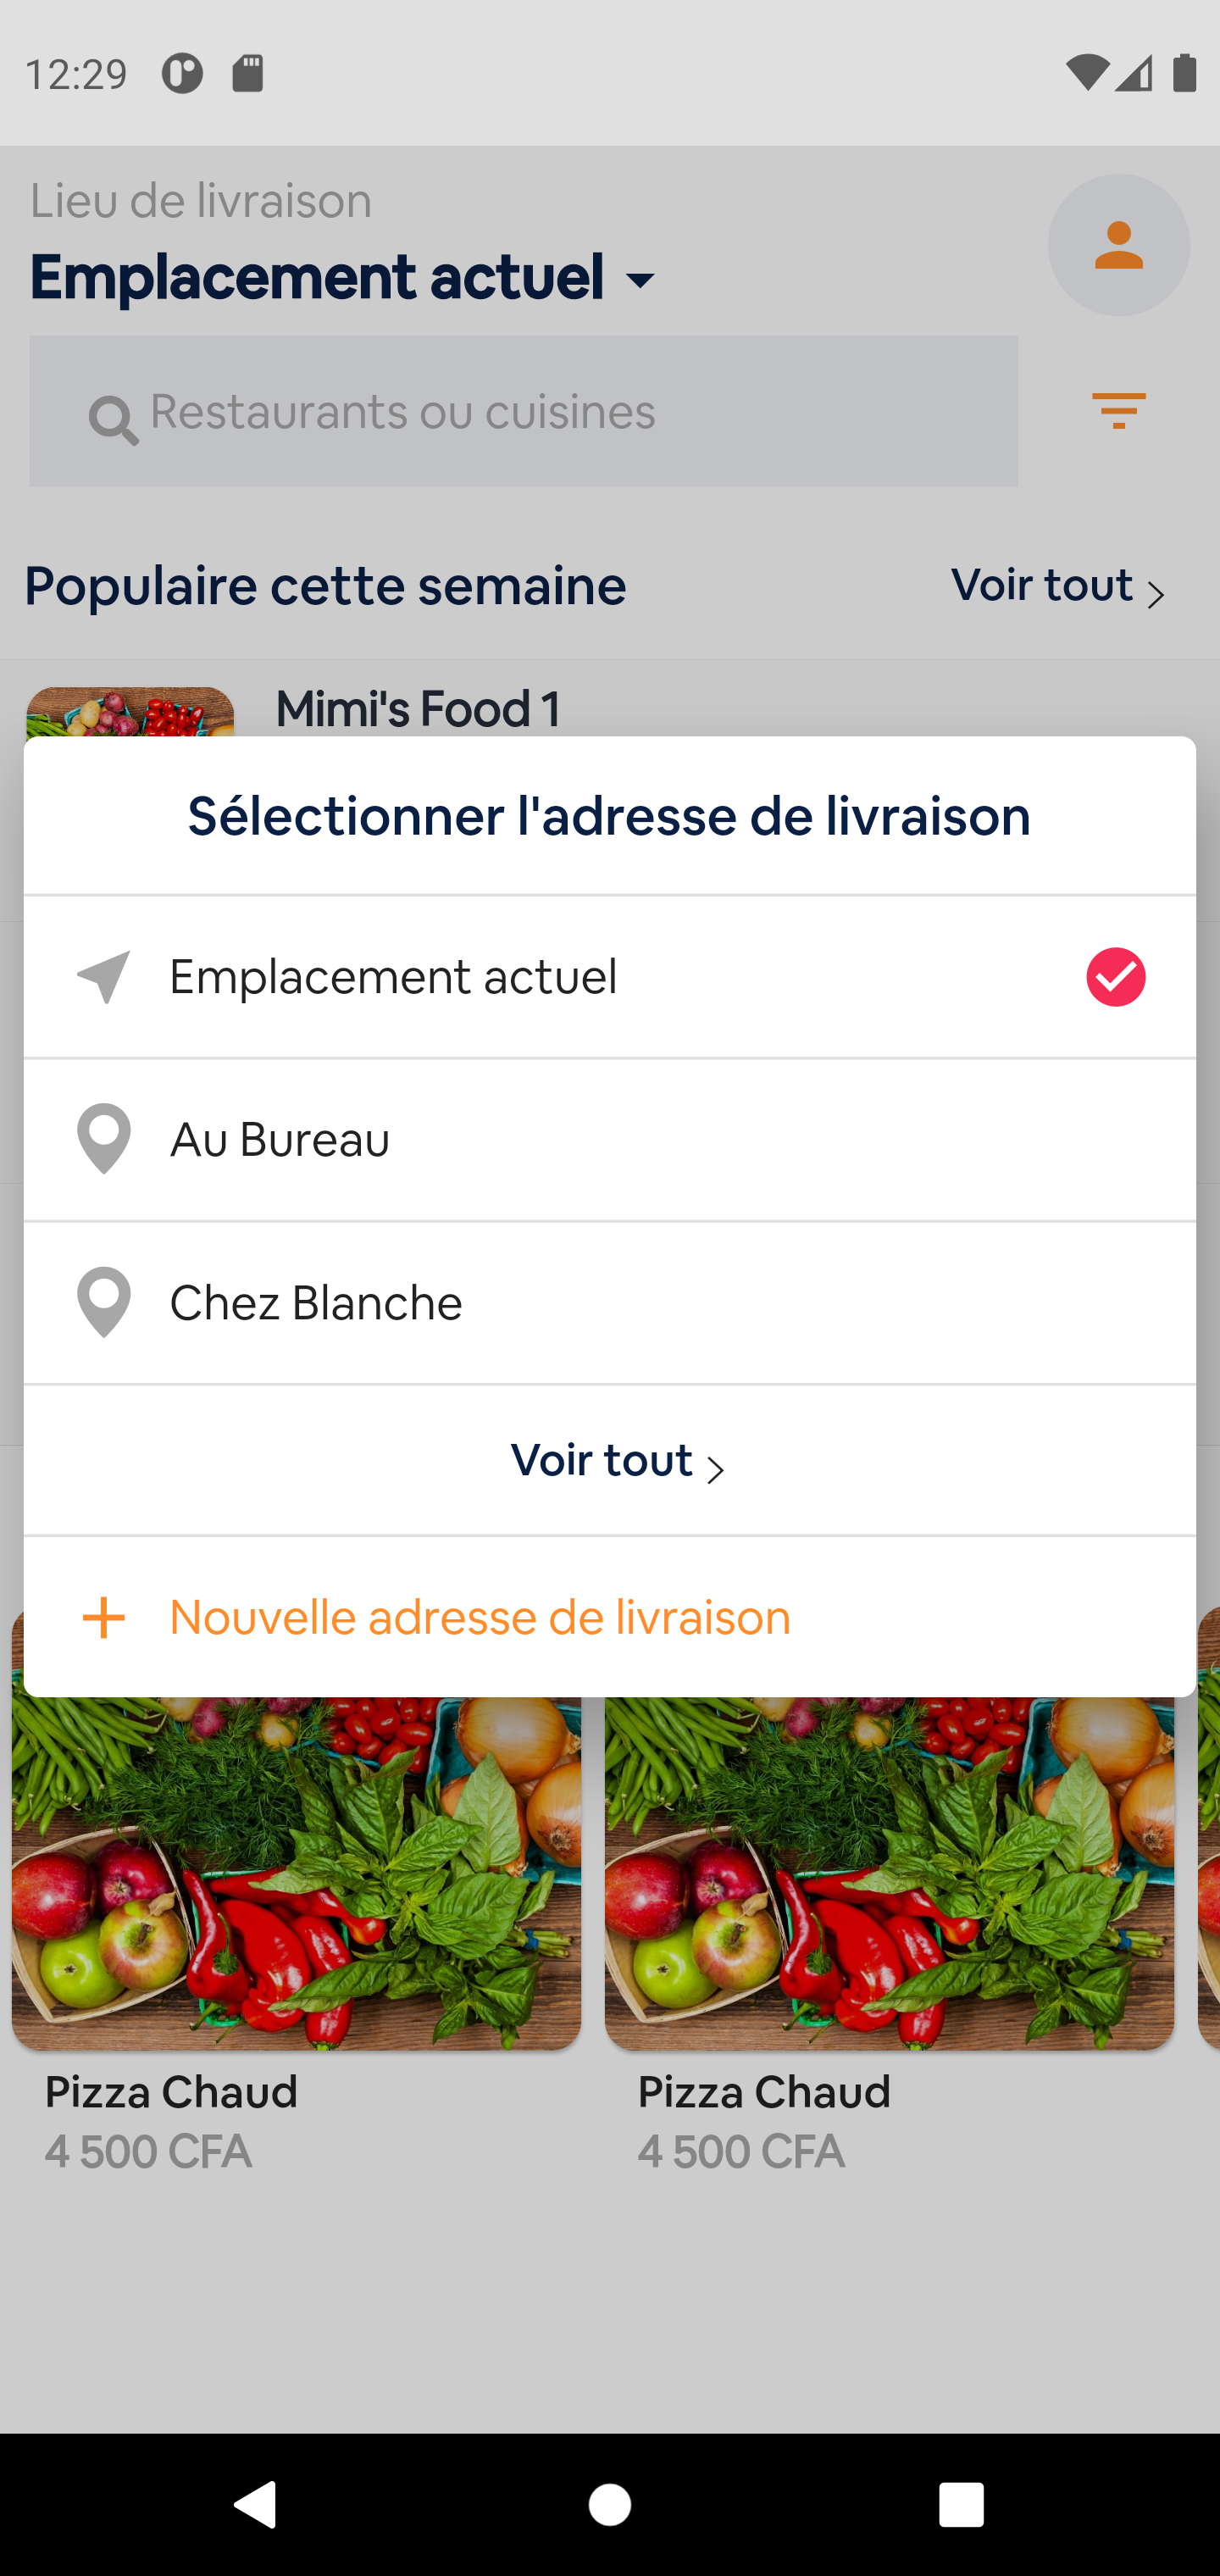 12:29
Lieu de livraison
Emplacement actuel
Restaurants ou cuisines
Populaire cette semaine
Voir tout
Mimi's Food 1
Sélectionner l'adresse de livraison
Emplacement actuel
Au Bureau
Chez Blanche
Voir tout
Nouvelle adresse de livraison
Pizza Chaud
4 500 CFA
Pizza Chaud
4 500 CFA